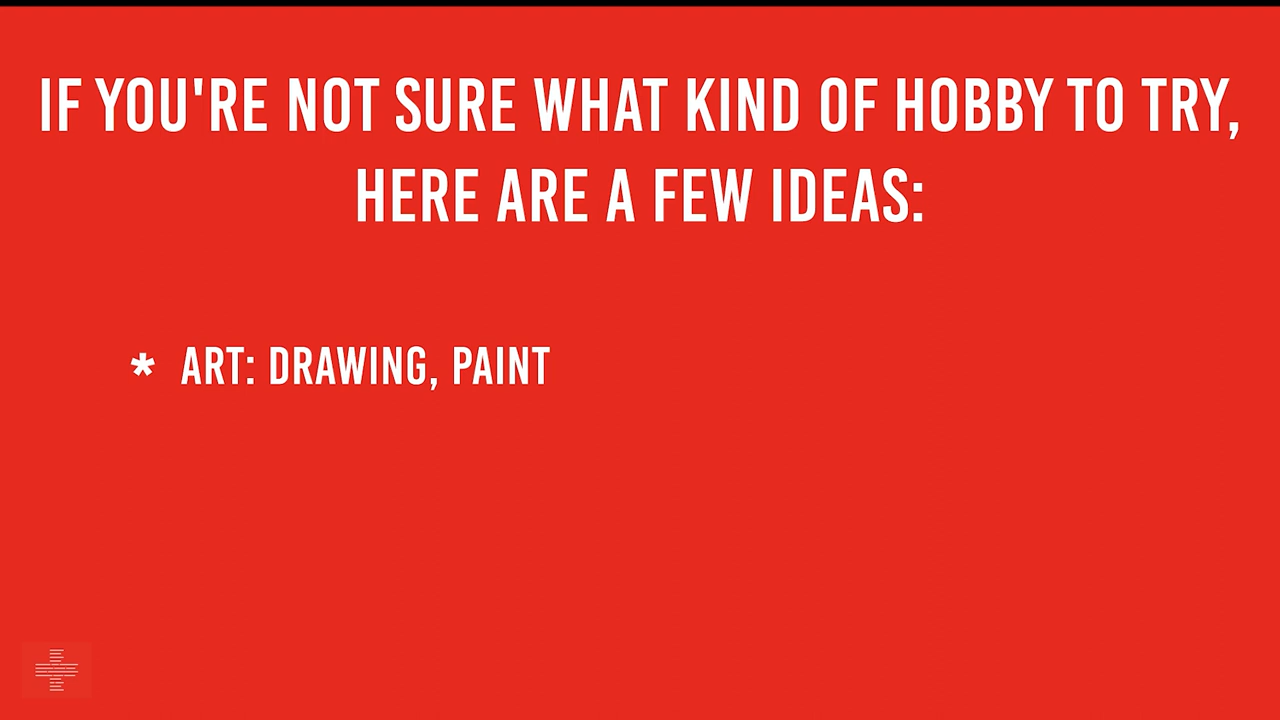 IF YOU'RE NOT SURE WHAT KIND OF HOBBY TO TRY,
HERE ARE A FEW IDEAS:
* ART: DRAWING, PAINT